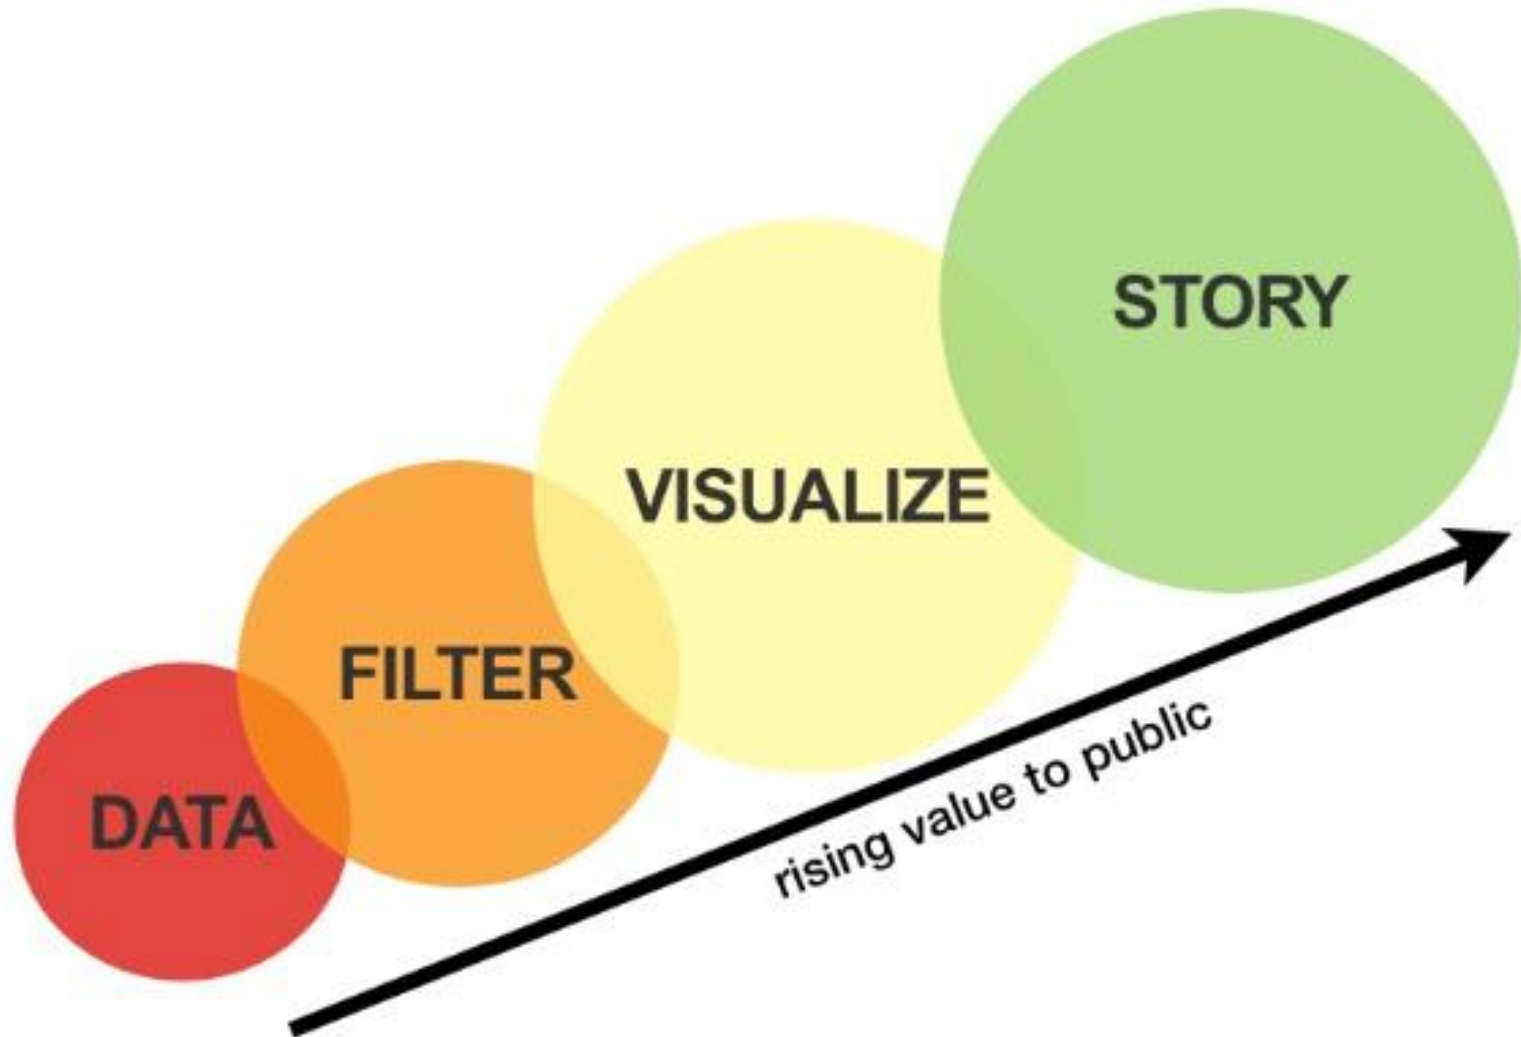 DATA
FILTER
VISUALIZE
STORY
rising value to public